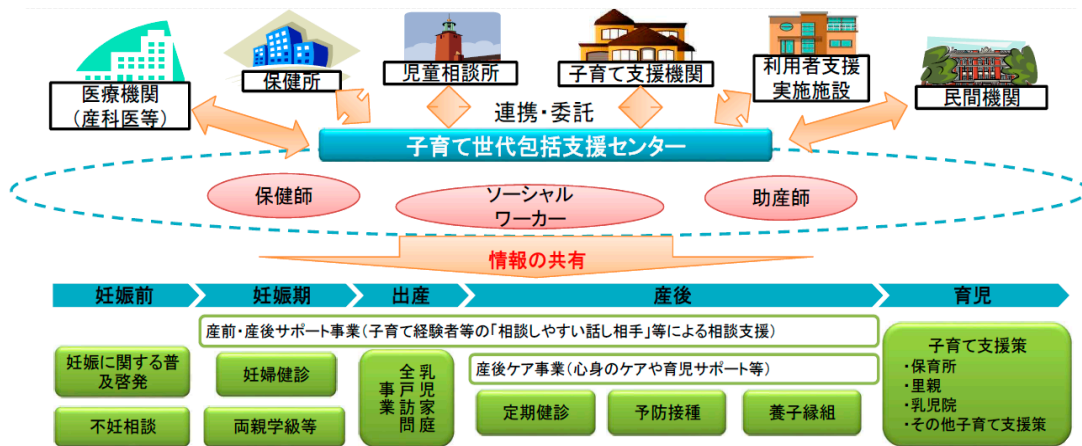 医療機関
(産科医等)
保健所
児童相談所
子育て支援機関
利用者支援
実施施設
民間機関
連携・委託
子育て世代包括支援センター
保健師
ソーシャル
ワーカー
助産師
情報の共有
妊娠前
妊娠期
出産
産後
育児
産前・産後サポート事業(子育て経験者等の「相談しやすい話し相手」等による相談支援)
妊娠に関する普
及啓発
妊婦健診
乳児家庭
全戸訪問
事業
産後ケア事業(心身のケアや育児サポート等)
子育て支援策
・保育所
・里親
・乳児院
・その他子育て支援策
不妊相談
両親学級等
定期健診
予防接種
養子縁組